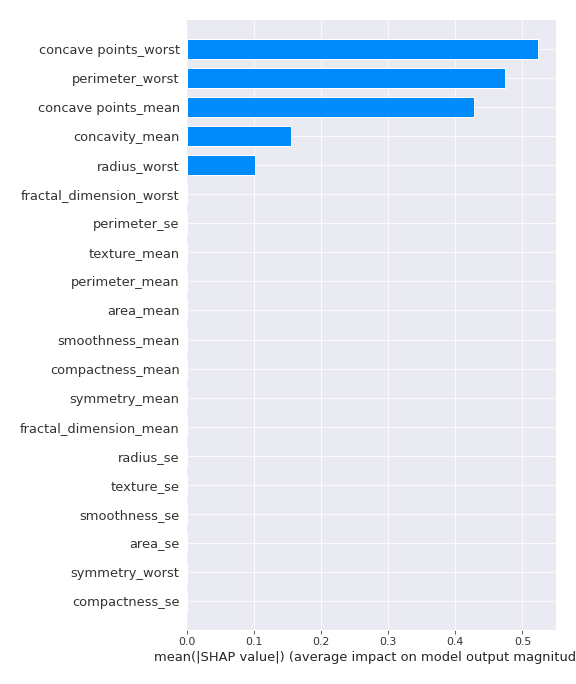 concave points_worst
perimeter_worst
concave points_mean
concavity_mean
radius_worst
fractal_dimension_worst
perimeter_se
texture_mean
perimeter_mean
area_mean
smoothness_mean
compactness_mean
symmetry_mean
fractal_dimension_mean
radius_se
texture_se
smoothness_se
area_se
symmetry_worst
compactness_se
0.0 0.1 0.2 0.3 0.4 0.5
mean(|SHAP value|) (average impact on model output magnitud